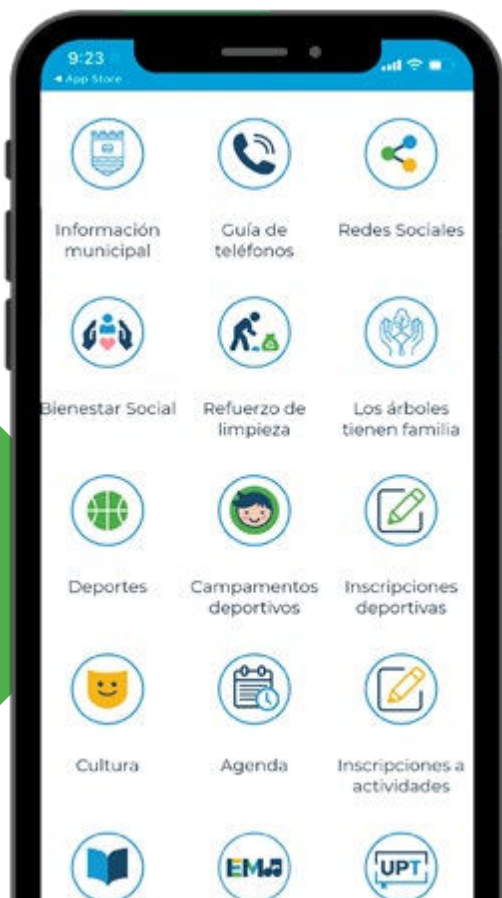 9:23
◀ App Store
Información
municipal
Guía de
teléfonos
Redes Sociales
Bienestar Social
Refuerzo de
limpieza
Los árboles
tienen familia
Deportes
Campamentos
deportivos
Inscripciones
deportivas
Cultura
Agenda
Inscripciones a
actividades
EM
UPT